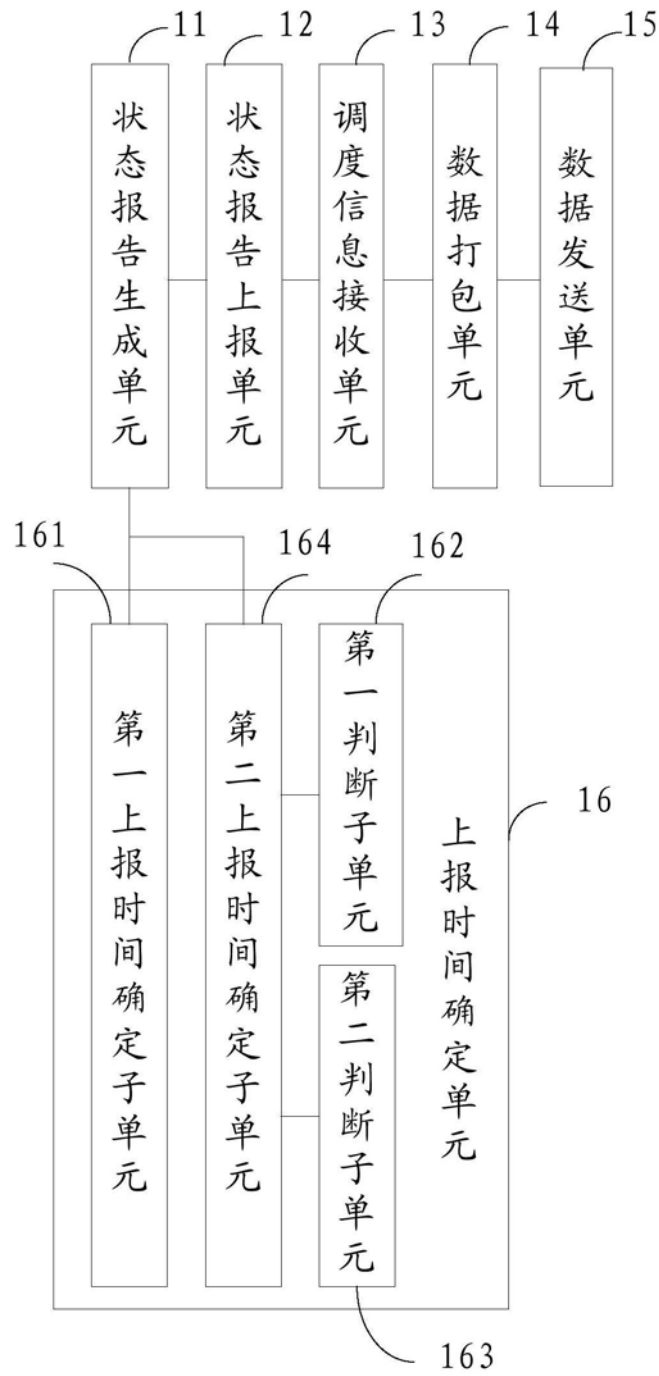 11
12
13
14
15
状态报告生成单元
状态报告上报单元
调度信息接收单元
数据打包单元
数据发送单元
161
164
162
第一上报时间确定子单元
第二上报时间确定子单元
第一判断子单元
第二判断子单元
上报时间确定单元
16
163